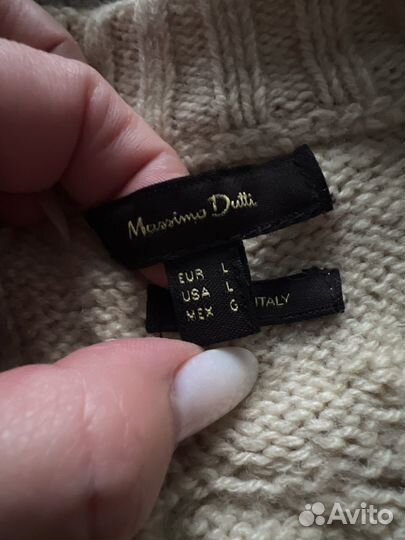 Massimo Dutti
EUR L
USA L
MEX G
ITALY
Avito